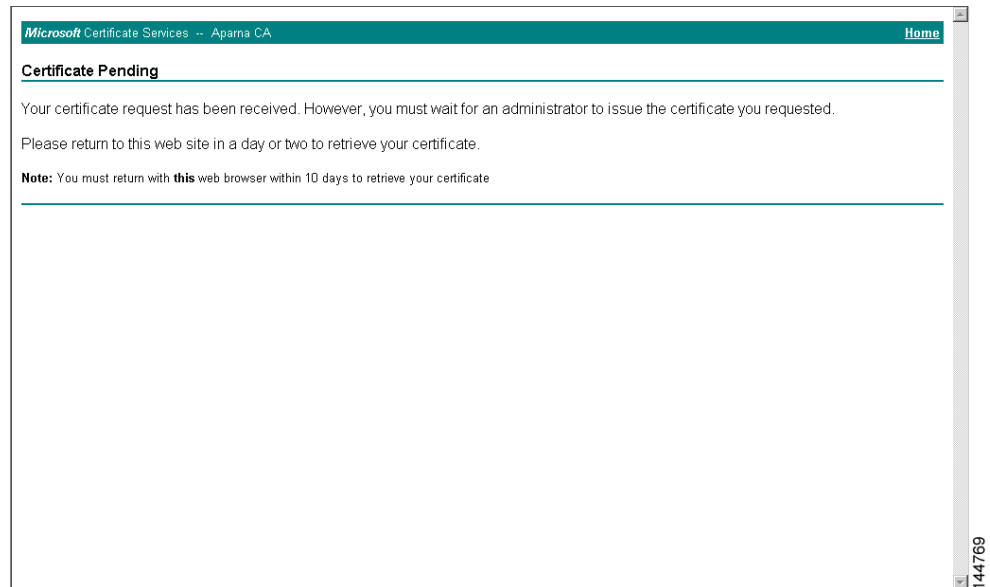 Microsoft Certificate Services -- Aparna CA Home
Certificate Pending
Your certificate request has been received. However, you must wait for an administrator to issue the certificate you requested.
Please return to this web site in a day or two to retrieve your certificate.
Note: You must return with this web browser within 10 days to retrieve your certificate
144769